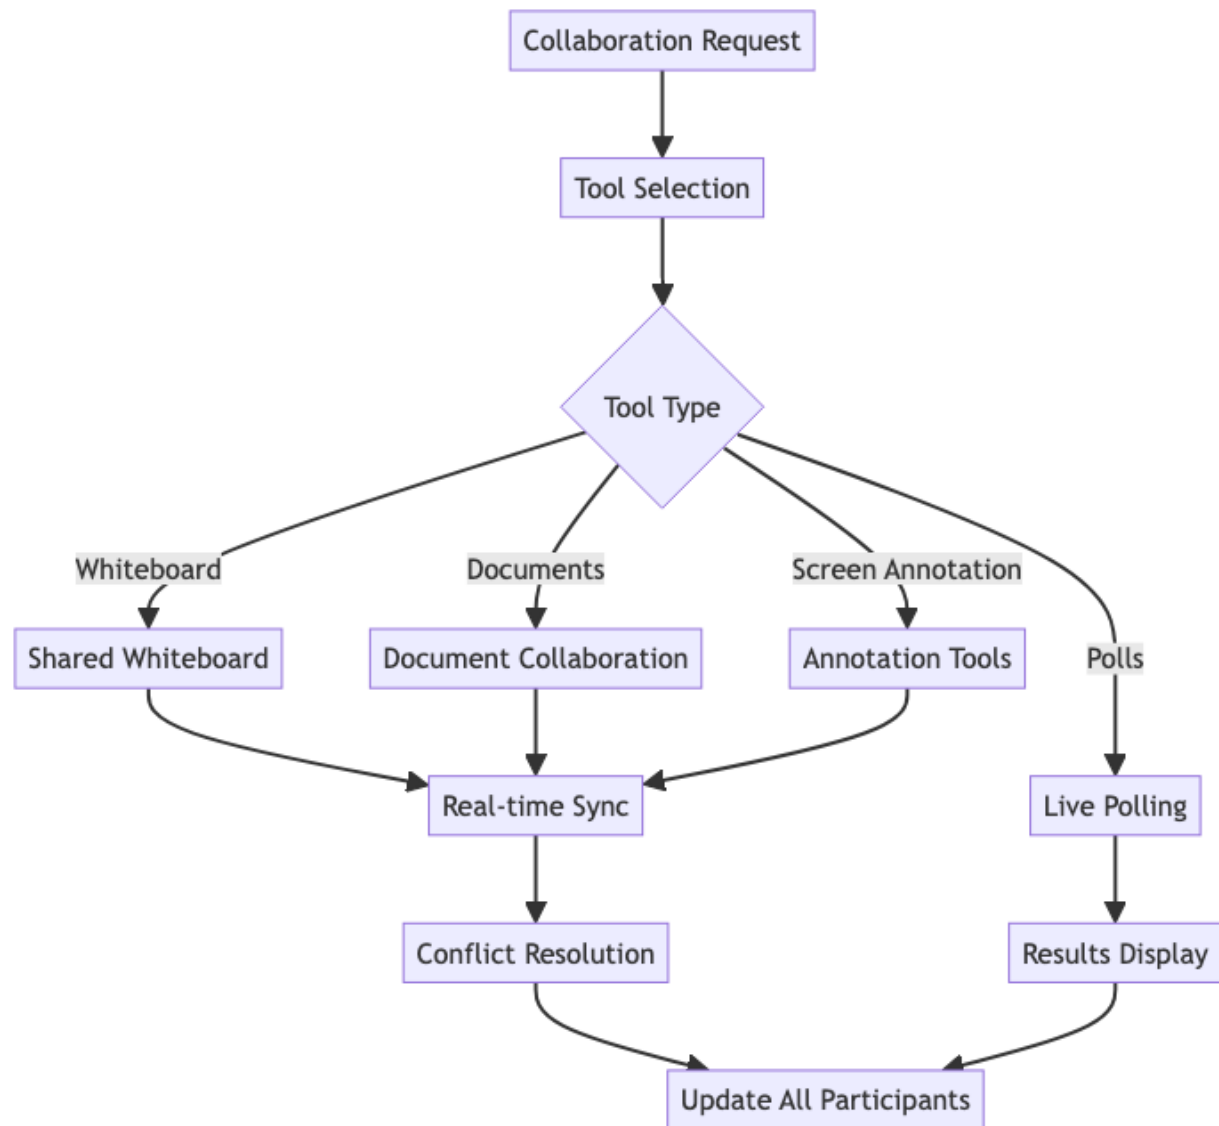 Collaboration Request
Tool Selection
Tool Type
Whiteboard
Documents
Screen Annotation
Shared Whiteboard
Document Collaboration
Annotation Tools
Polls
Real-time Sync
Live Polling
Conflict Resolution
Results Display
Update All Participants